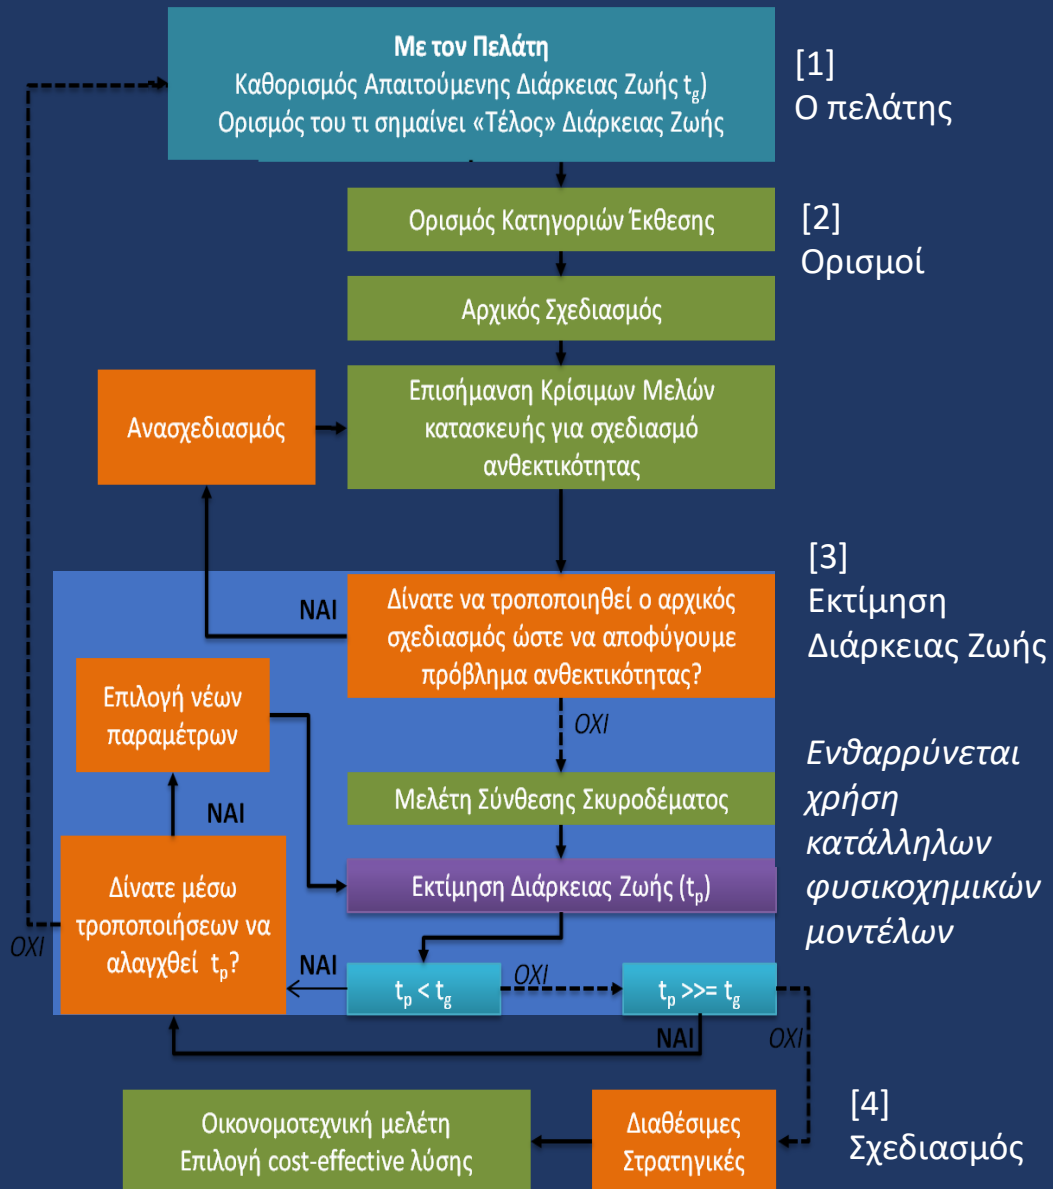 Με τον Πελάτη
Καθορισμός Απαιτούμενης Διάρκειας Ζωής tg)
Ορισμός του τι σημαίνει «Τέλος» Διάρκειας Ζωής
[1]
Ο πελάτης
Ορισμός Κατηγοριών Έκθεσης
[2]
Ορισμοί
Αρχικός Σχεδιασμός
Ανασχεδιασμός
Επισήμανση Κρίσιμων Μελών
κατασκευής για σχεδιασμό
ανθεκτικότητας
[3]
Εκτίμηση
Διάρκειας Ζωής
ΝΑΙ
Δίνατε να τροποποιηθεί ο αρχικός
σχεδιασμός ώστε να αποφύγουμε
πρόβλημα ανθεκτικότητας?
ΟΧΙ
Επιλογή νέων
παραμέτρων
Ενθαρρύνεται
χρήση
κατάλληλων
φυσικοχημικών
μοντέλων
Μελέτη Σύνθεσης Σκυροδέματος
ΝΑΙ
Εκτίμηση Διάρκειας Ζωής (tp)
Δίνατε μέσω
τροποποιήσεων να
αλαγχθεί tp?
ΟΧΙ
ΝΑΙ
tp < tg
ΟΧΙ
tp >>= tg
ΝΑΙ
ΟΧΙ
[4]
Σχεδιασμός
Διαθέσιμες
Στρατηγικές
Οικονομοτεχνική μελέτη
Επιλογή cost-effective λύσης